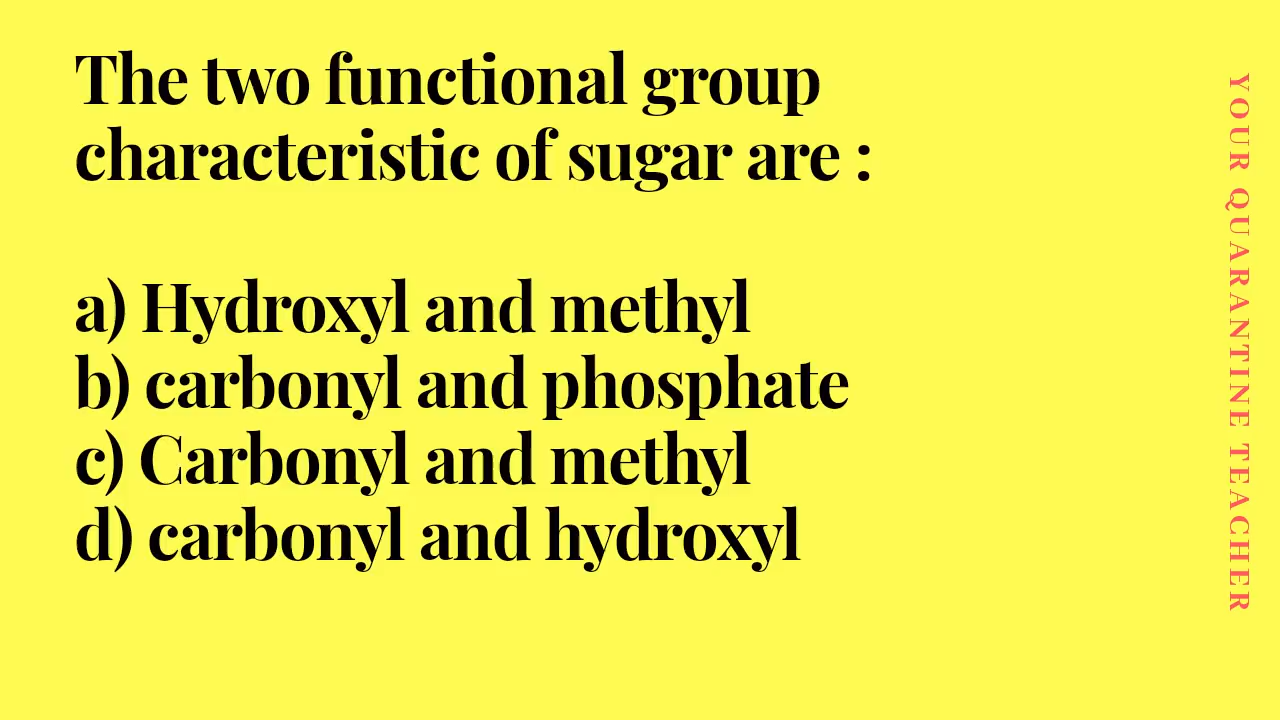 The two functional group
characteristic of sugar are :
a) Hydroxyl and methyl
b) carbonyl and phosphate
c) Carbonyl and methyl
d) carbonyl and hydroxyl
YOUR QUARANTINE TEACHER